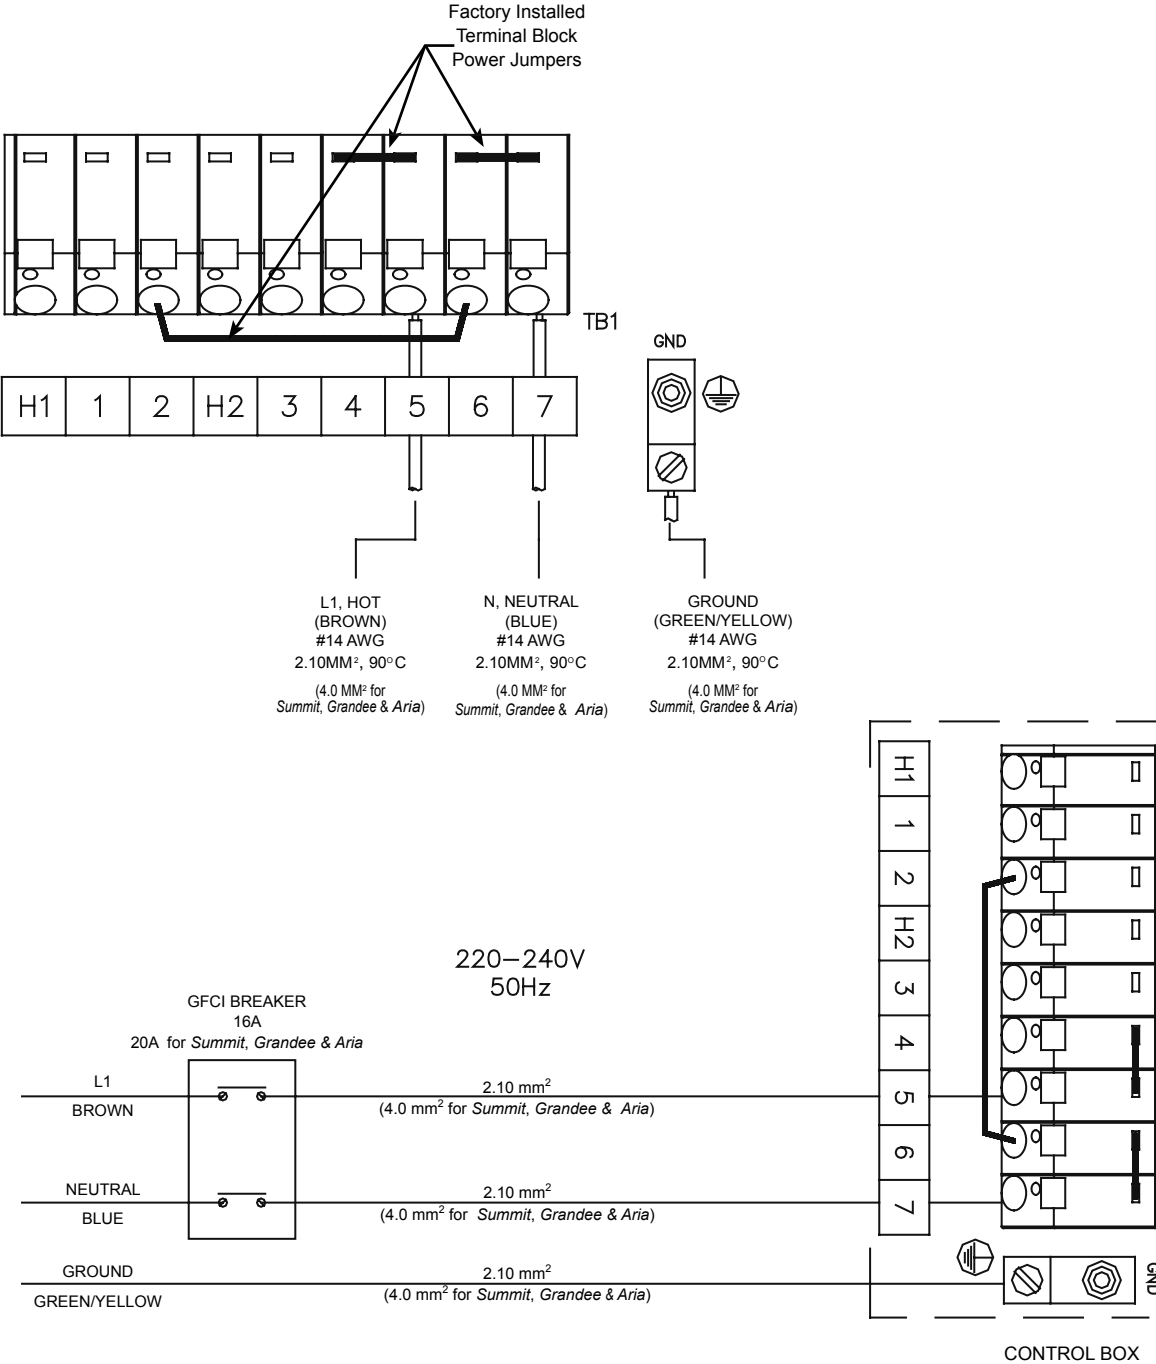 Factory Installed
Terminal Block
Power Jumpers
TB1
GND
H1 1 2 H2 3 4 5 6 7
L1, HOT
(BROWN)
#14 AWG
2.10MM², 90°C
(4.0 MM² for
Summit, Grandee & Aria)
N, NEUTRAL
(BLUE)
#14 AWG
2.10MM², 90°C
(4.0 MM² for
Summit, Grandee & Aria)
GROUND
(GREEN/YELLOW)
#14 AWG
2.10MM², 90°C
(4.0 MM² for
Summit, Grandee & Aria)
H1
1
2
H2
3
4
5
6
7
220–240V
50Hz
GFCI BREAKER
16A
20A for Summit, Grandee & Aria
L1
BROWN
2.10 mm²
(4.0 mm² for Summit, Grandee & Aria)
NEUTRAL
BLUE
2.10 mm²
(4.0 mm² for Summit, Grandee & Aria)
GROUND
GREEN/YELLOW
2.10 mm²
(4.0 mm² for Summit, Grandee & Aria)
GND
CONTROL BOX